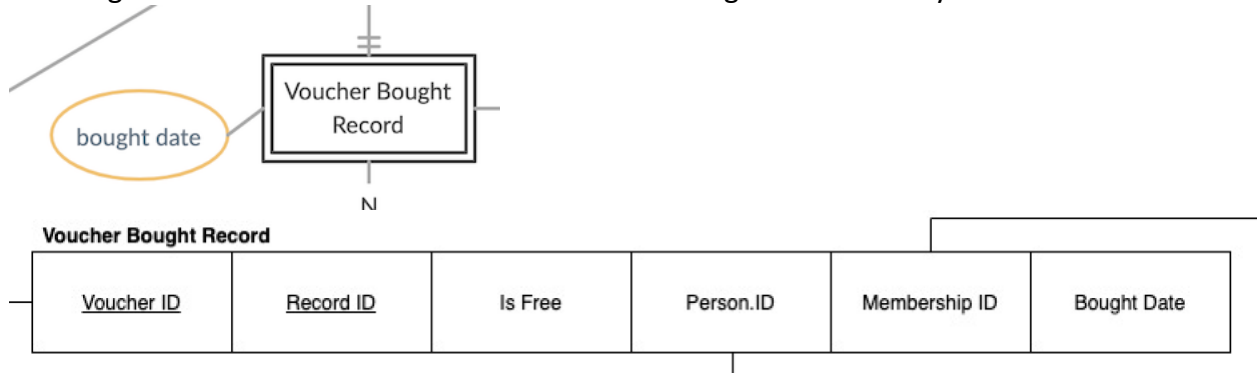 Voucher Bought
Record
bought date
N
Voucher Bought Record
Voucher ID Record ID Is Free Person.ID Membership ID Bought Date